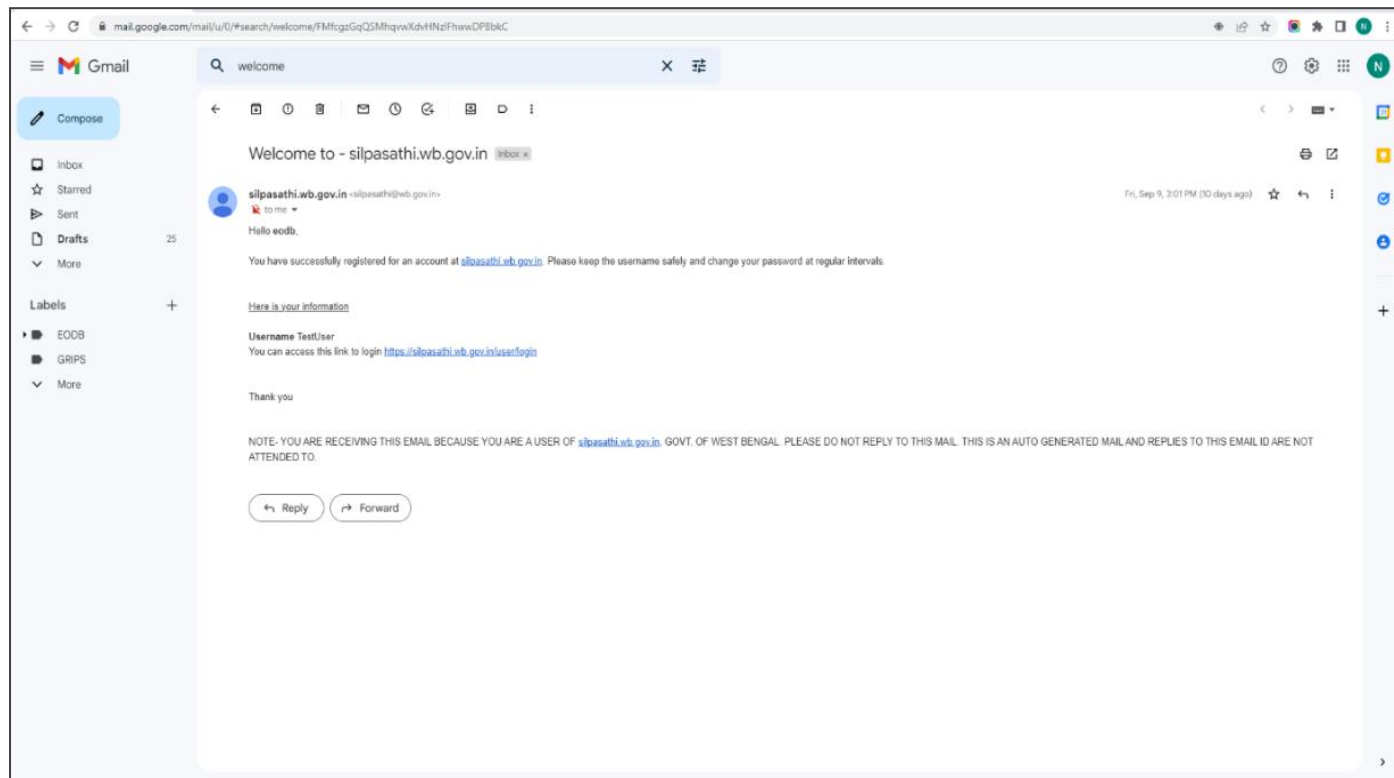 mail.google.com/mail/u/0/#search/welcome/
N
Gmail
welcome
N
Compose
Inbox
Starred
Sent
Drafts 25
More
Labels
EODB
GRIPS
More
Welcome to - silpasathi.wb.gov.in Inbox x
silpasathi.wb.gov.in <silpasathi@wb.gov.in> Fri, Sep 9, 3:01 PM (10 days ago)
to me
Hello eodb,
You have successfully registered for an account at silpasathi.wb.gov.in. Please keep the username safely and change your password at regular intervals.
Here is your information
Username TestUser
You can access this link to login https://silpasathi.wb.gov.in/user/login
Thank you
NOTE- YOU ARE RECEIVING THIS EMAIL BECAUSE YOU ARE A USER OF silpasathi.wb.gov.in, GOVT. OF WEST BENGAL. PLEASE DO NOT REPLY TO THIS MAIL. THIS IS AN AUTO GENERATED MAIL AND REPLIES TO THIS EMAIL ID ARE NOT
ATTENDED TO.
Reply Forward